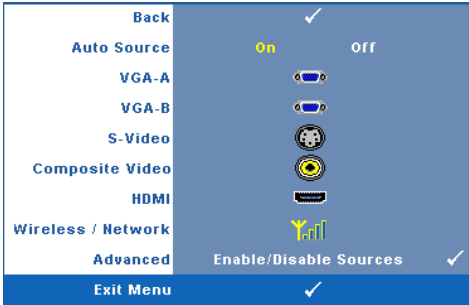 Back
Auto Source On Off
VGA-A
VGA-B
S-Video
Composite Video
HDMI
Wireless / Network
Advanced Enable/Disable Sources
Exit Menu